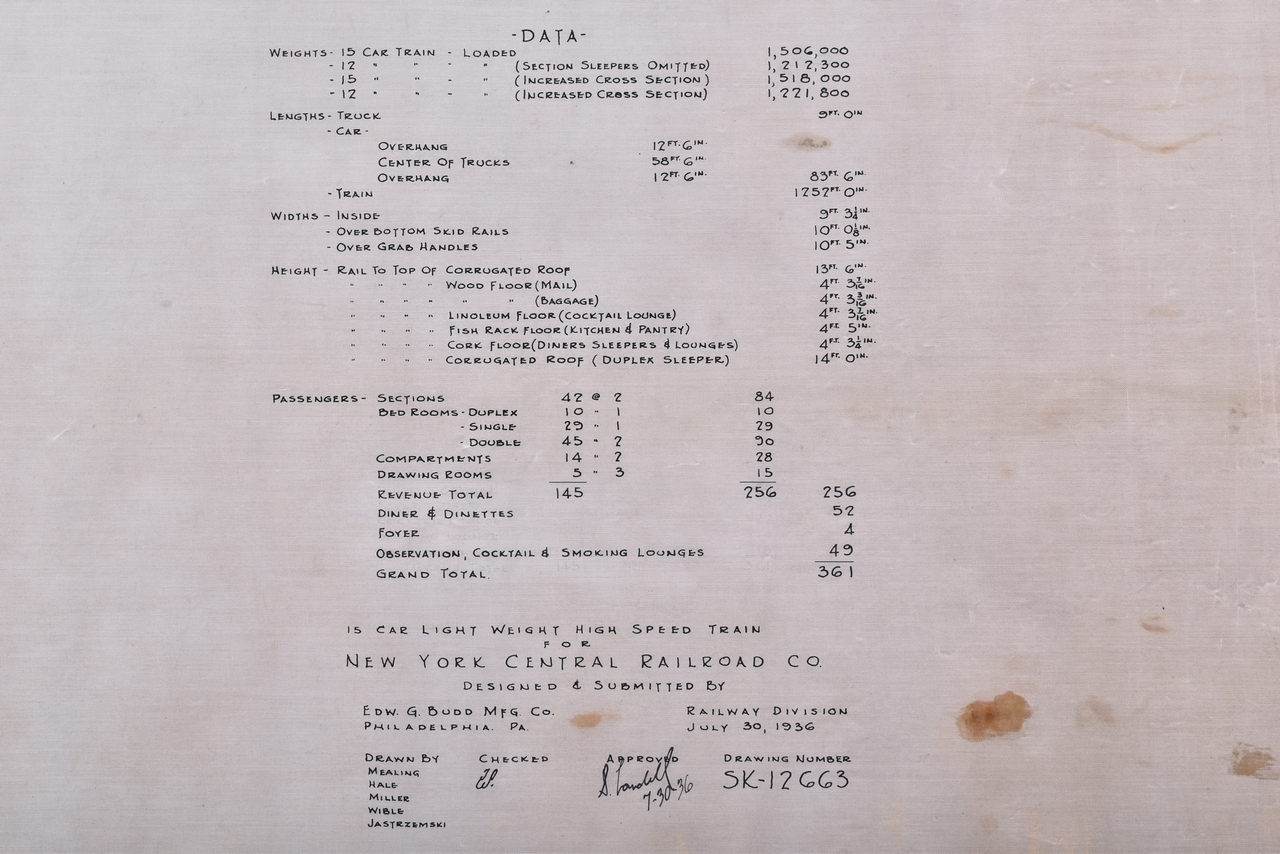 -DATA-
WEIGHTS- 15 CAR TRAIN - LOADED 1,506,000
-12 " " - " (SECTION SLEEPERS OMITTED) 1,212,300
-15 " " - " (INCREASED CROSS SECTION) 1,518,000
-12 " " - " (INCREASED CROSS SECTION) 1,221,800
LENGTHS- TRUCK 9FT. 0IN
-CAR-
OVERHANG 12FT. 6IN.
CENTER OF TRUCKS 58FT. 6IN.
OVERHANG 12FT. 6IN. 83FT. 6IN.
-TRAIN 1252FT. 0IN.
WIDTHS - INSIDE 9FT. 3 1/4IN.
- OVER BOTTOM SKID RAILS 10FT. 0 1/8IN.
- OVER GRAB HANDLES 10FT. 5IN.
HEIGHT - RAIL TO TOP OF CORRUGATED ROOF 13FT. 6IN.
" " " " WOOD FLOOR (MAIL) 4FT. 3 7/16IN.
" " " " " " (BAGGAGE) 4FT. 3 3/16IN.
" " " " LINOLEUM FLOOR (COCKTAIL LOUNGE) 4FT. 3 7/16IN.
" " " " FISH RACK FLOOR (KITCHEN & PANTRY) 4FT. 5IN.
" " " " CORK FLOOR (DINERS SLEEPERS & LOUNGES) 4FT. 3 1/4IN.
" " " " CORRUGATED ROOF (DUPLEX SLEEPER) 14FT. 0IN.
PASSENGERS- SECTIONS 42 @ 2 84
BED ROOMS-DUPLEX 10 " 1 10
-SINGLE 29 " 1 29
-DOUBLE 45 " 2 90
COMPARTMENTS 14 " 2 28
DRAWING ROOMS 5 " 3 15
REVENUE TOTAL 145 256 256
DINER & DINETTES 52
FOYER 4
OBSERVATION, COCKTAIL & SMOKING LOUNGES 49
GRAND TOTAL. 361
15 CAR LIGHT WEIGHT HIGH SPEED TRAIN
FOR
NEW YORK CENTRAL RAILROAD CO.
DESIGNED & SUBMITTED BY
EDW. G. BUDD MFG. CO. RAILWAY DIVISION
PHILADELPHIA. PA. JULY 30, 1936
DRAWN BY CHECKED APPROVED DRAWING NUMBER
MEALING SK-12663
HALE 7-30-36
MILLER
WIBLE
JASTRZEMSKI